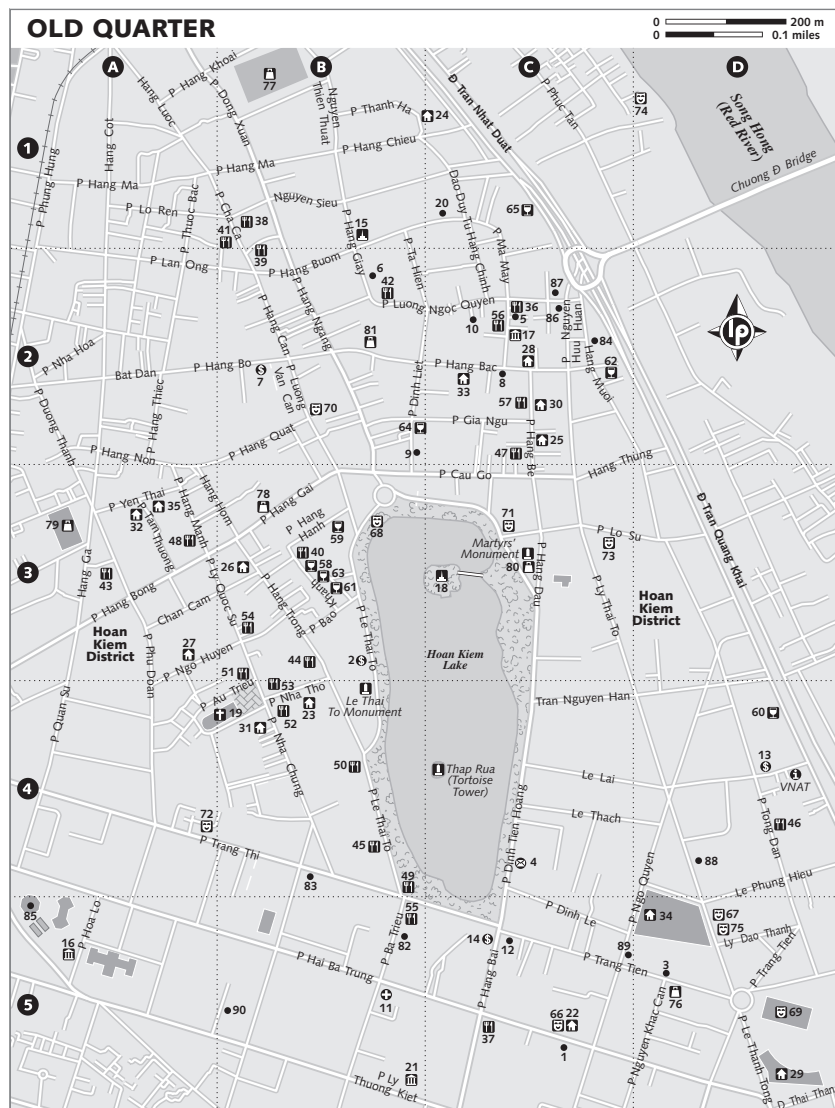 OLD QUARTER
0 200 m
0 0.1 miles
A
B
C
D
1
2
3
4
5
P Hang Khoai
77
Hang Luoc
P Dong Xuan
Nguyen
Thien Thuat
P Thanh Ha
24
Đ Tran Nhat Duat
P Phuc Tan
74
Song Hong
(Red River)
Chuong Đ Bridge
Hang Cot
P Phung Hung
P Hang Chieu
P Hang Ma
P Hang Ma
P Thuoc Bac
P Lo Ren
P Cha Ca
38
41
39
Nguyen Sieu
15
P Hang Giay
20
Dao Duy Tu
Hang Chinh
65
P Ma May
P Ta Hien
P Lan Ong
P Hang Buom
6
42
P Luong Ngoc Quyen
10
56
36
5
17
28
87
86
P Nguyen
Huu Huan
84
62
Hang Muoi
P Hang Can
P Hang Ngang
81
P Nha Hoa
P Hang Bo
7
Bat Dan
P Luong
Van Can
70
P Hang Bac
33
8
57
30
P Dinh Liet
P Gia Ngu
64
9
25
47
P Hang Be
P Duong Thanh
P Hang Thiec
P Hang Quat
P Hang Non
P Cau Go
Hang Thung
Đ Tran Quang Khai
P Yen Thai
35
32
P Tam Thuong
P Hang Manh
Hang Hom
78
P Hang Gai
79
48
P Hang
Hanh
59
68
71
P Lo Su
73
Martyrs'
Monument
80
P Hang Dau
Hang Ga
43
40
58
63
61
Khanh
P Bao
26
18
P Ly Thai To
Hoan
Kiem
District
P Hang Bong
Chan Cam
P Ly Quoc Su
P Hang Trong
54
P Le Thai To
Hoan
Kiem
District
27
P Ngo Huyen
P Phu Doan
51
44
2
Hoan Kiem
Lake
P Quan Su
P Au Trieu
53
P Nha Tho
Le Thai
To Monument
19
52
23
31
P Nha Chung
Tran Nguyen Han
60
50
Thap Rua
(Tortoise
Tower)
Le Lai
13
VNAT
Le Thach
P Tong Dan
46
72
P Trang Thi
P Le Thai To
45
P Dinh Tien Hoang
4
P Ngo Quyen
88
Le Phung Hieu
83
49
85
P Hoa Lo
55
P Dinh Le
34
67
75
Ly Dao Thanh
16
P Ba Trieu
82
14
12
P Trang Tien
89
3
P Trang Tien
P Hai Ba Trung
11
P Hang Bai
76
69
90
37
66
22
1
P Nguyen Khac Can
P Le Thanh Tong
21
P Ly
Thuong Kiet
29
Đ Thai Than
lp